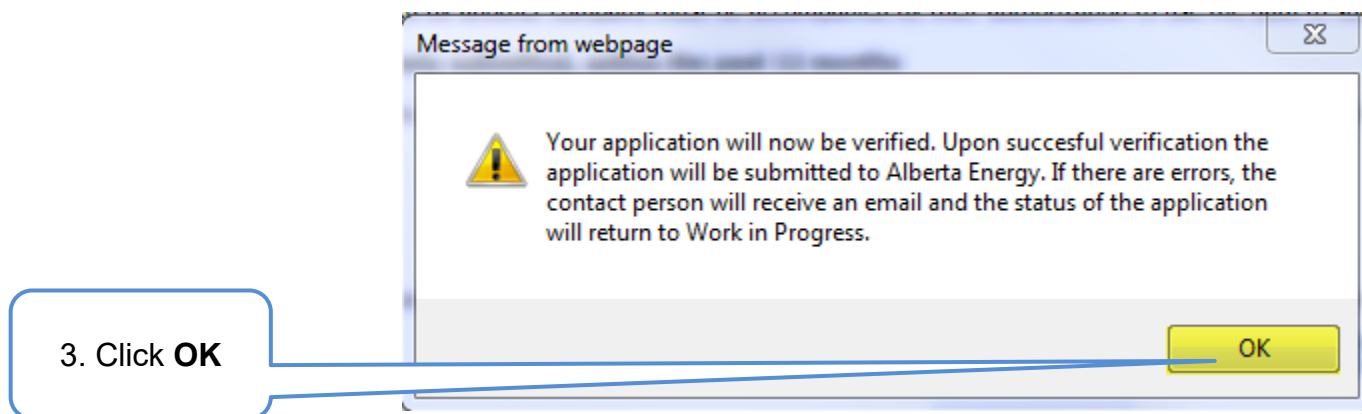 Message from webpage
Your application will now be verified. Upon succesful verification the
application will be submitted to Alberta Energy. If there are errors, the
contact person will receive an email and the status of the application
will return to Work in Progress.
3. Click OK
OK